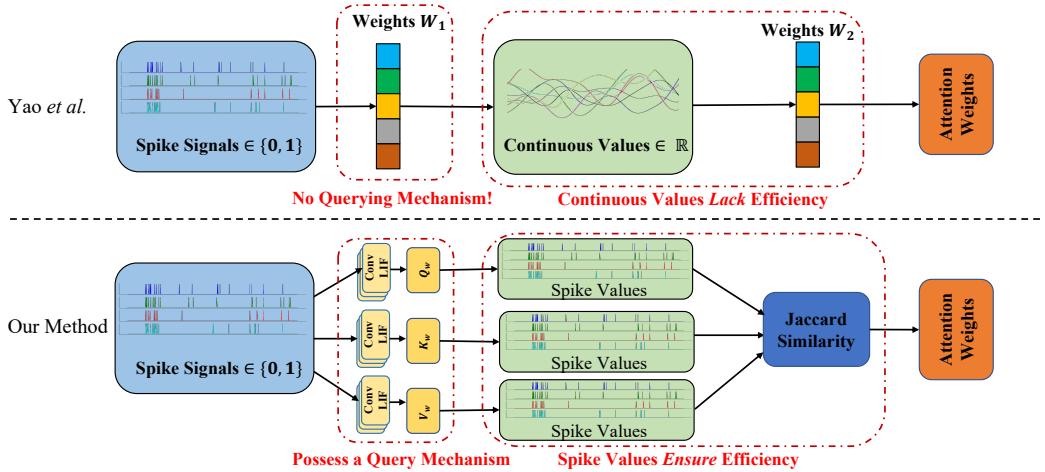 Weights W₁
Weights W₂
Yao et al.
Spike Signals ∈ {0, 1}
Continuous Values ∈ ℝ
Attention
Weights
No Querying Mechanism!
Continuous Values Lack Efficiency
Our Method
Spike Signals ∈ {0, 1}
Conv
LIF
Q_w
Spike Values
Conv
LIF
K_w
Spike Values
Conv
LIF
V_w
Spike Values
Jaccard
Similarity
Attention
Weights
Possess a Query Mechanism
Spike Values Ensure Efficiency